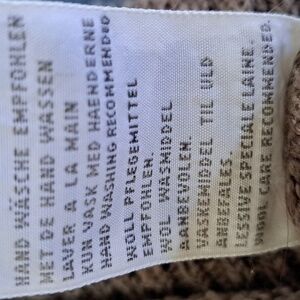 HAND WÄSCHE EMPFOHLEN
MET DE HAND WASSEN
LAVER A LA MAIN
KUN VASK MED HAENDERNE
HAND WASHING RECOMMENDED
WOLL PFLEGEMITTEL
EMPFOHLEN.
WOL WASMIDDEL
AANBEVOLEN.
VASKEMIDDEL TIL ULD
ANBEFALES.
LESSIVE SPECIALE LAINE.
WOOL CARE RECOMMENDED.